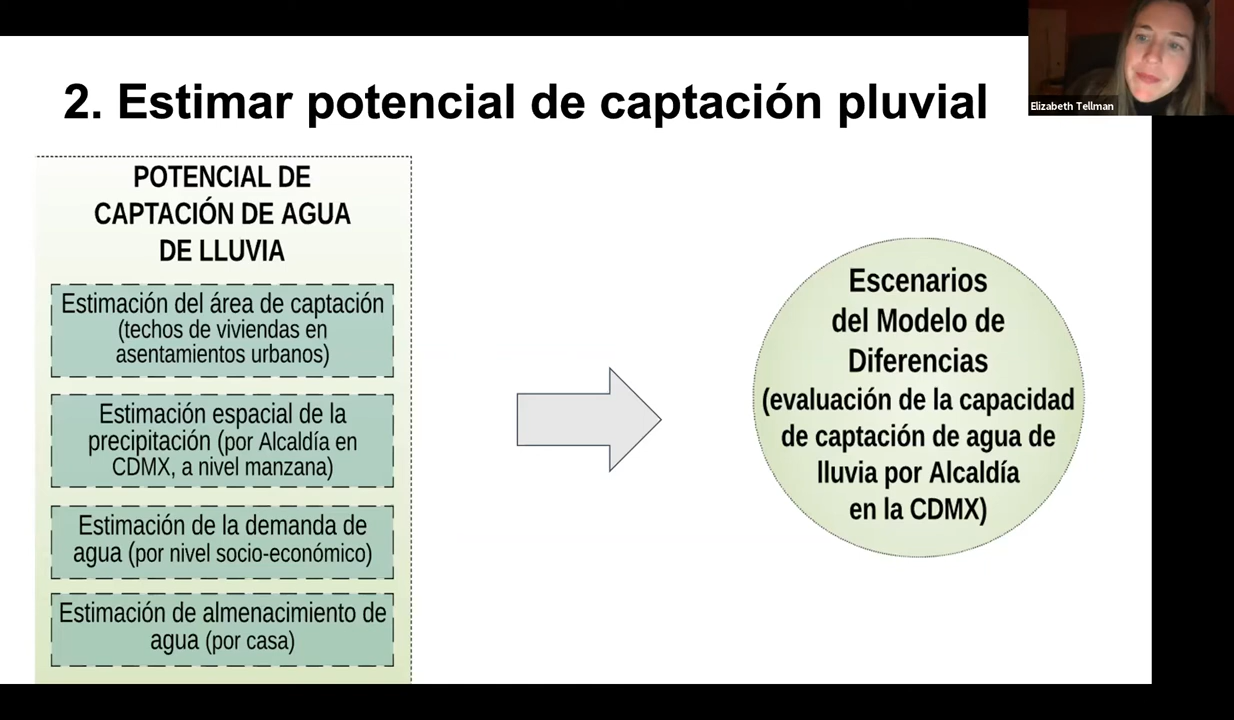 2. Estimar potencial de captación pluvial
Elizabeth Tellman
POTENCIAL DE
CAPTACIÓN DE AGUA
DE LLUVIA
Estimación del área de captación
(techos de viviendas en
asentamientos urbanos)
Estimación espacial de la
precipitación (por Alcaldía en
CDMX, a nivel manzana)
Estimación de la demanda de
agua (por nivel socio-económico)
Estimación de almenacimiento de
agua (por casa)
Escenarios
del Modelo de
Diferencias
(evaluación de la capacidad
de captación de agua de
lluvia por Alcaldía
en la CDMX)